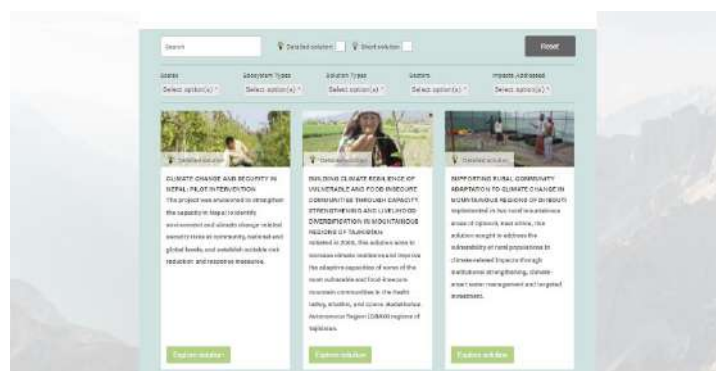 Search
Detailed solution
Short solution
Reset
Scales
Ecosystem Types
Solution Types
Sectors
Impacts Addressed
Select option(s)
Select option(s)
Select option(s)
Select option(s)
Select option(s)
Detailed solution
CLIMATE CHANGE AND SECURITY IN
NEPAL: PILOT INTERVENTION
The project was envisioned to strengthen
the capacity in Nepal to identify
environment and climate change-related
security risks at community, national and
global levels, and establish suitable risk
reduction and response measures.
Explore solution
Detailed solution
BUILDING CLIMATE RESILIENCE OF
VULNERABLE AND FOOD INSECURE
COMMUNITIES THROUGH CAPACITY
STRENGTHENING AND LIVELIHOOD
DIVERSIFICATION IN MOUNTAINOUS
REGIONS OF TAJIKISTAN
Initiated in 2000, this solution aims to
increase climate resilience and improve
the adaptive capacities of some of the
most vulnerable and food-insecure
mountain communities in the Rasht
Valley, Khatlon, and Gorno-Badakhshan
Autonomous Region (GBAO) regions of
Tajikistan.
Explore solution
Detailed solution
SUPPORTING RURAL COMMUNITY
ADAPTATION TO CLIMATE CHANGE IN
MOUNTAINOUS REGIONS OF DJIBOUTI
Implemented in two rural mountainous
areas of Djibouti, East Africa, this
solution sought to address the
vulnerability of rural populations to
climate-related impacts through
institutional strengthening, climate-
smart water management and targeted
investment.
Explore solution